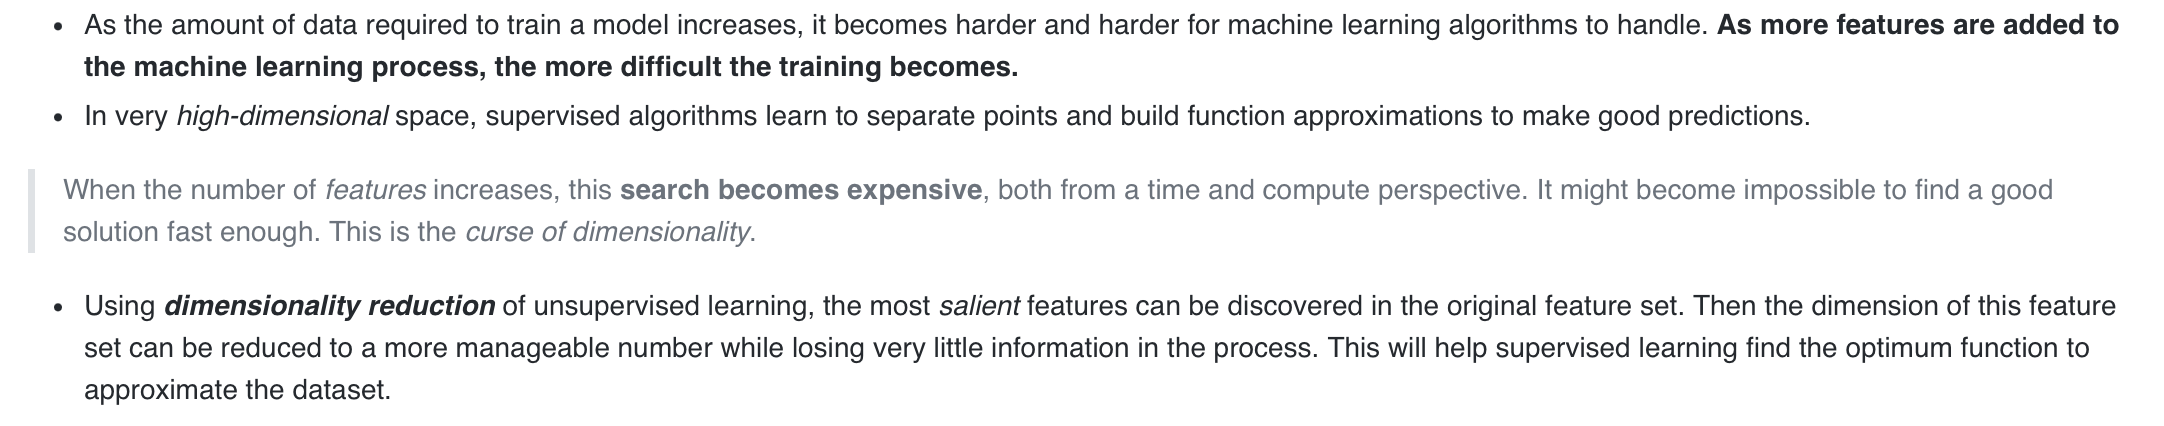 • As the amount of data required to train a model increases, it becomes harder and harder for machine learning algorithms to handle. As more features are added to
the machine learning process, the more difficult the training becomes.
• In very high-dimensional space, supervised algorithms learn to separate points and build function approximations to make good predictions.
When the number of features increases, this search becomes expensive, both from a time and compute perspective. It might become impossible to find a good
solution fast enough. This is the curse of dimensionality.
• Using dimensionality reduction of unsupervised learning, the most salient features can be discovered in the original feature set. Then the dimension of this feature
set can be reduced to a more manageable number while losing very little information in the process. This will help supervised learning find the optimum function to
approximate the dataset.